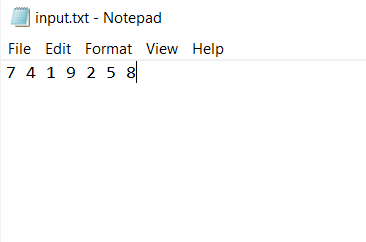 input.txt - Notepad
File Edit Format View Help
7 4 1 9 2 5 8